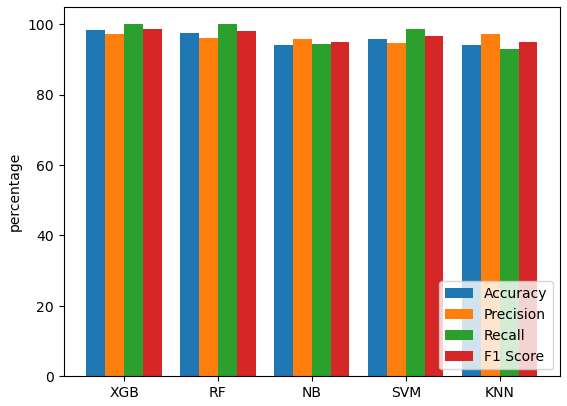 100
80
60
40
20
0
percentage
XGB RF NB SVM KNN
Accuracy
Precision
Recall
F1 Score